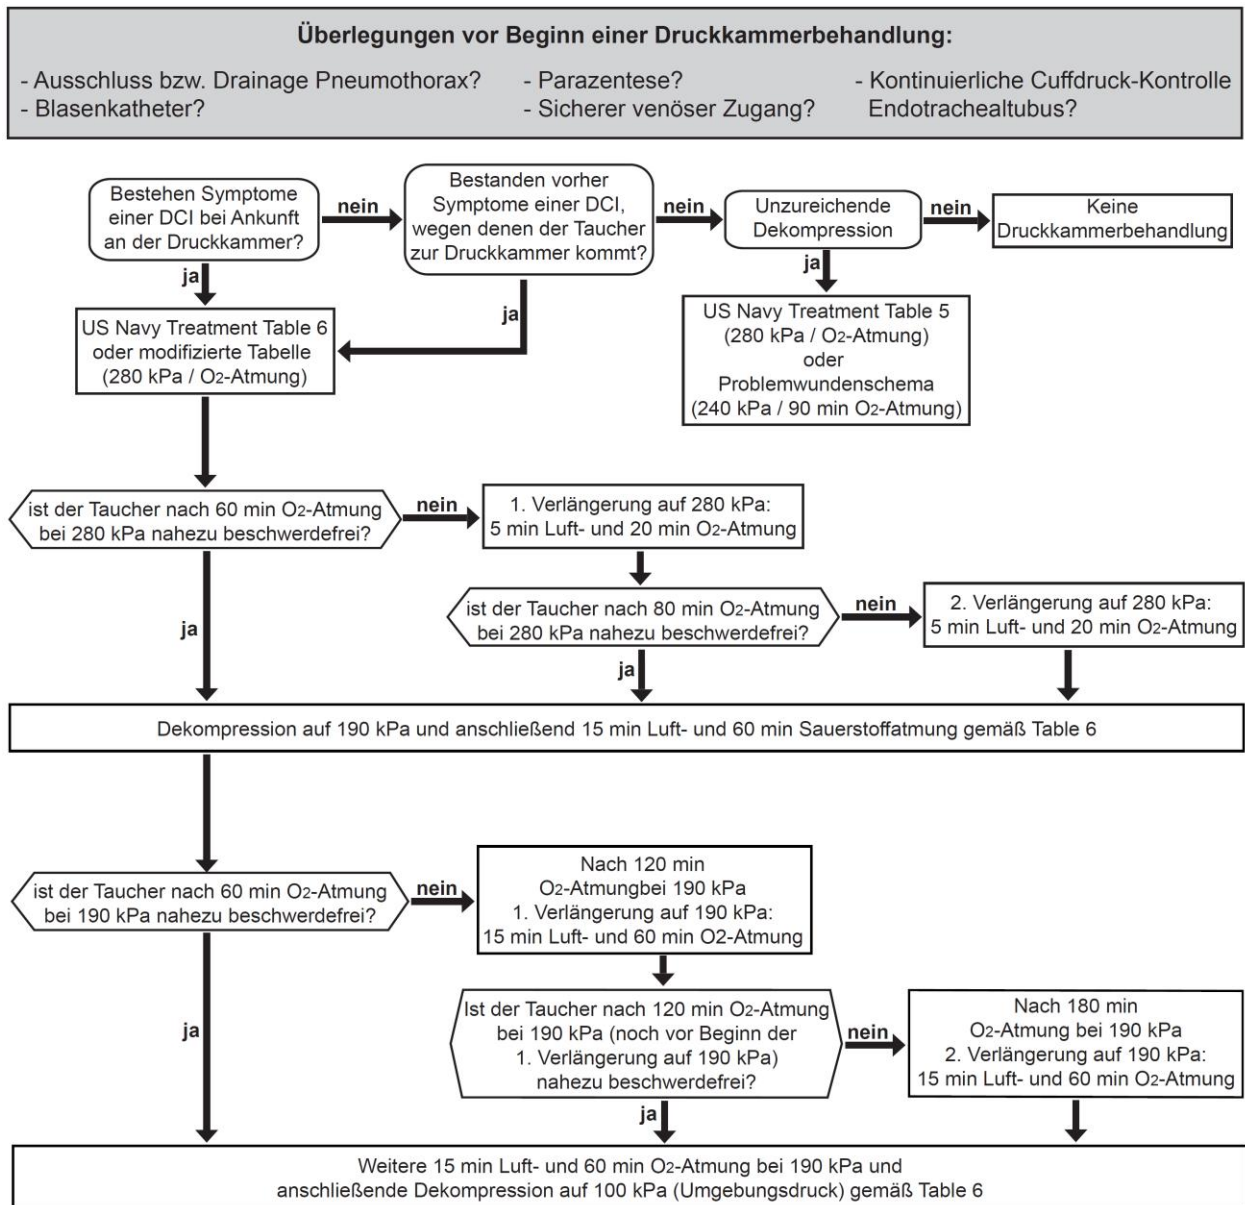 Überlegungen vor Beginn einer Druckkammerbehandlung:
- Ausschluss bzw. Drainage Pneumothorax?
- Blasenkatheter?
- Parazentese?
- Sicherer venöser Zugang?
- Kontinuierliche Cuffdruck-Kontrolle
Endotrachealtubus?
Bestehen Symptome
einer DCI bei Ankunft
an der Druckkammer?
nein
Bestanden vorher
Symptome einer DCI,
wegen denen der Taucher
zur Druckkammer kommt?
nein
Unzureichende
Dekompression
nein
Keine
Druckkammerbehandlung
ja
ja
ja
US Navy Treatment Table 6
oder modifizierte Tabelle
(280 kPa / O2-Atmung)
US Navy Treatment Table 5
(280 kPa / O2-Atmung)
oder
Problemwundenschema
(240 kPa / 90 min O2-Atmung)
ist der Taucher nach 60 min O2-Atmung
bei 280 kPa nahezu beschwerdefrei?
nein
1. Verlängerung auf 280 kPa:
5 min Luft- und 20 min O2-Atmung
ja
ist der Taucher nach 80 min O2-Atmung
bei 280 kPa nahezu beschwerdefrei?
nein
2. Verlängerung auf 280 kPa:
5 min Luft- und 20 min O2-Atmung
ja
Dekompression auf 190 kPa und anschließend 15 min Luft- und 60 min Sauerstoffatmung gemäß Table 6
ist der Taucher nach 60 min O2-Atmung
bei 190 kPa nahezu beschwerdefrei?
nein
Nach 120 min
O2-Atmungbei 190 kPa
1. Verlängerung auf 190 kPa:
15 min Luft- und 60 min O2-Atmung
ja
Ist der Taucher nach 120 min O2-Atmung
bei 190 kPa (noch vor Beginn der
1. Verlängerung auf 190 kPa)
nahezu beschwerdefrei?
nein
Nach 180 min
O2-Atmung bei 190 kPa
2. Verlängerung auf 190 kPa:
15 min Luft- und 60 min O2-Atmung
ja
Weitere 15 min Luft- und 60 min O2-Atmung bei 190 kPa und
anschließende Dekompression auf 100 kPa (Umgebungsdruck) gemäß Table 6